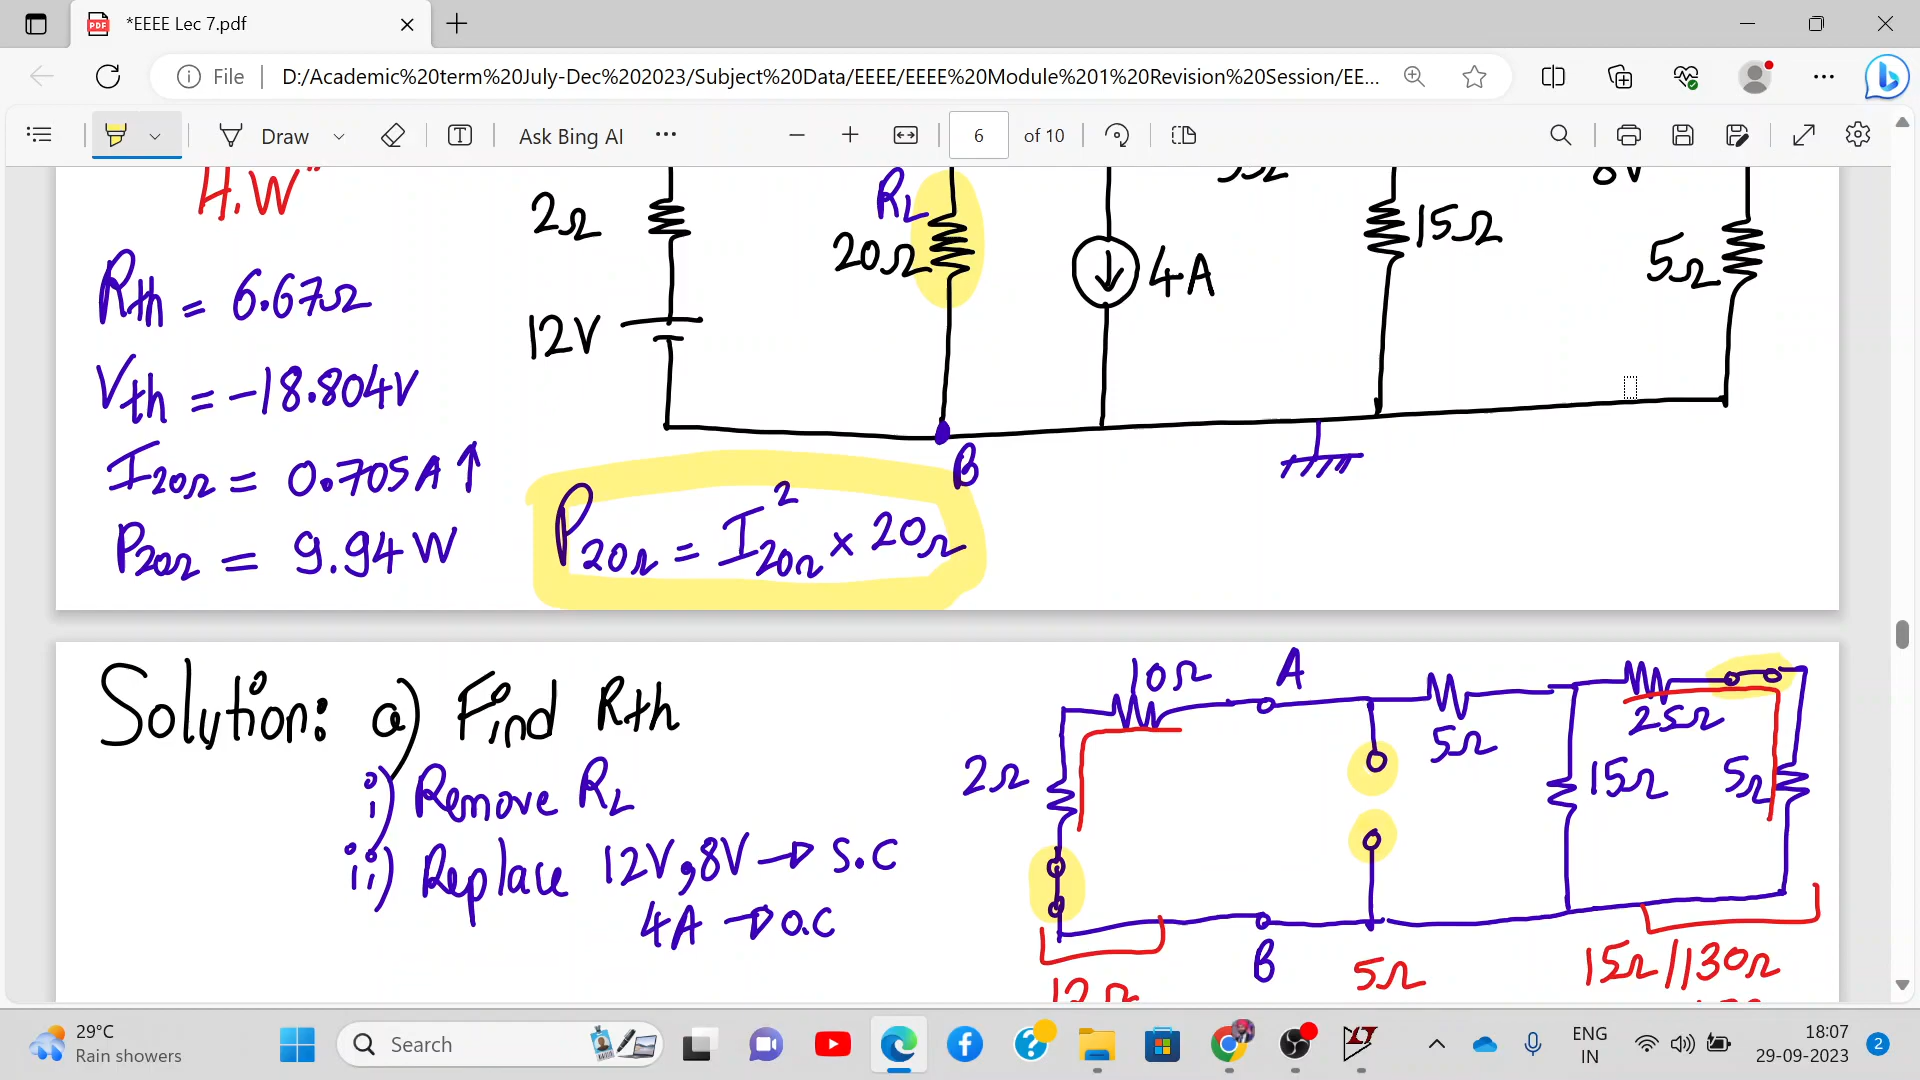 *EEEE Lec 7.pdf
File
D:/Academic%20term%20July-Dec%202023/Subject%20Data/EEEE/EEEE%20Module%201%20Revision%20Session/EE...
Draw
Ask Bing AI
6 of 10
H.W"
RL
2Ω
20Ω
4A
15Ω
8V
5Ω
12V
B
Rth = 6.67Ω
Vth = -18.804V
I20Ω = 0.705A ↑
P20Ω = 9.94W
P20Ω = I²20Ω × 20Ω
Solution: a) Find Rth
i) Remove RL
ii) Replace 12V, 8V → S.C
4A → O.C
10Ω
A
2Ω
5Ω
25Ω
15Ω
5Ω
B
12Ω
5Ω
15Ω//30Ω
29°C
Rain showers
Search
ENG
IN
18:07
29-09-2023
2